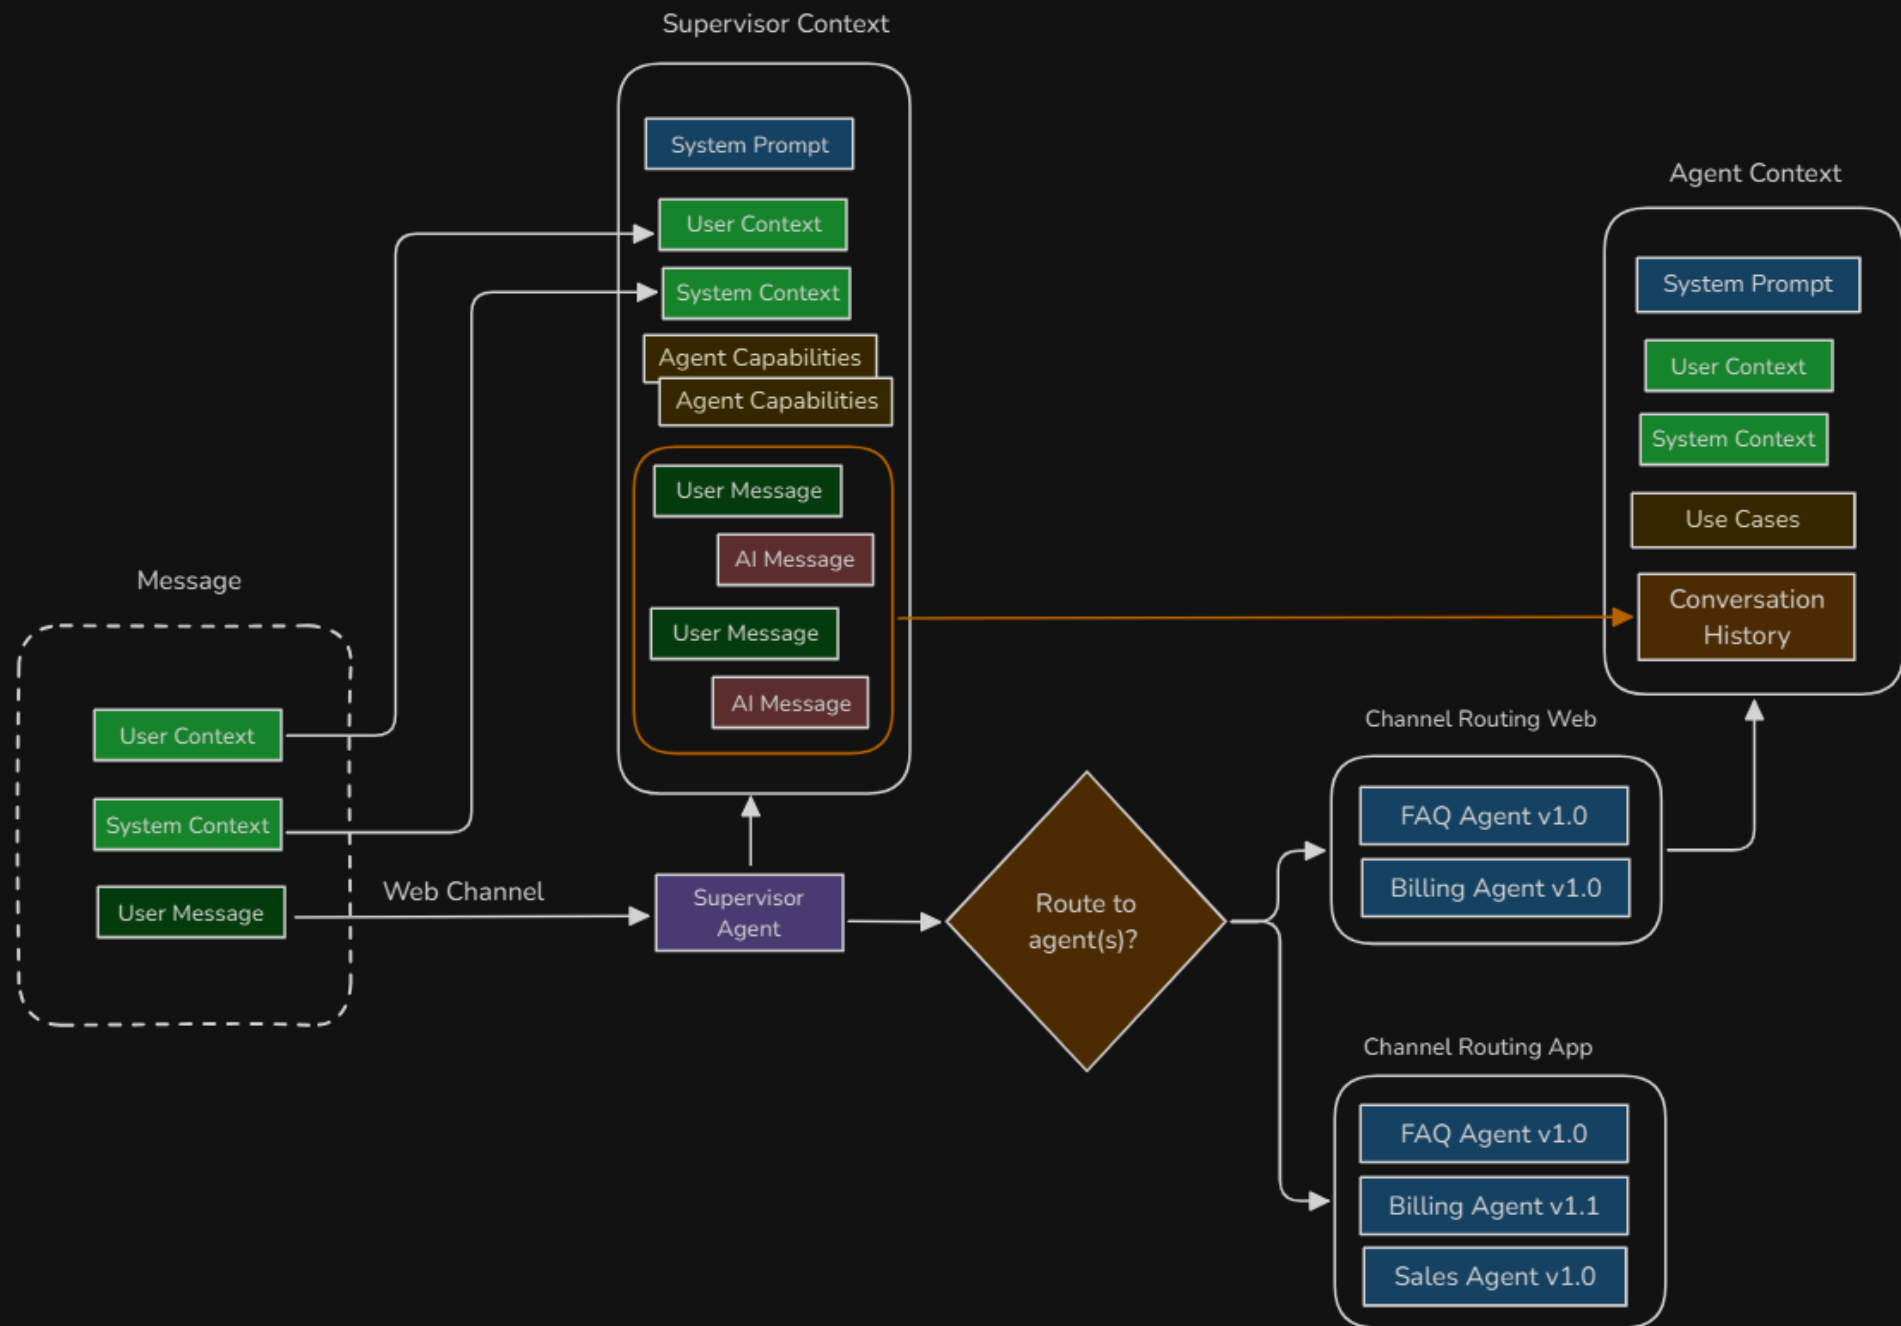 Supervisor Context
System Prompt
User Context
System Context
Agent Capabilities
Agent Capabilities
User Message
AI Message
User Message
AI Message
Agent Context
System Prompt
User Context
System Context
Use Cases
Conversation
History
Message
User Context
System Context
User Message
Web Channel
Supervisor
Agent
Route to
agent(s)?
Channel Routing Web
FAQ Agent v1.0
Billing Agent v1.0
Channel Routing App
FAQ Agent v1.0
Billing Agent v1.1
Sales Agent v1.0